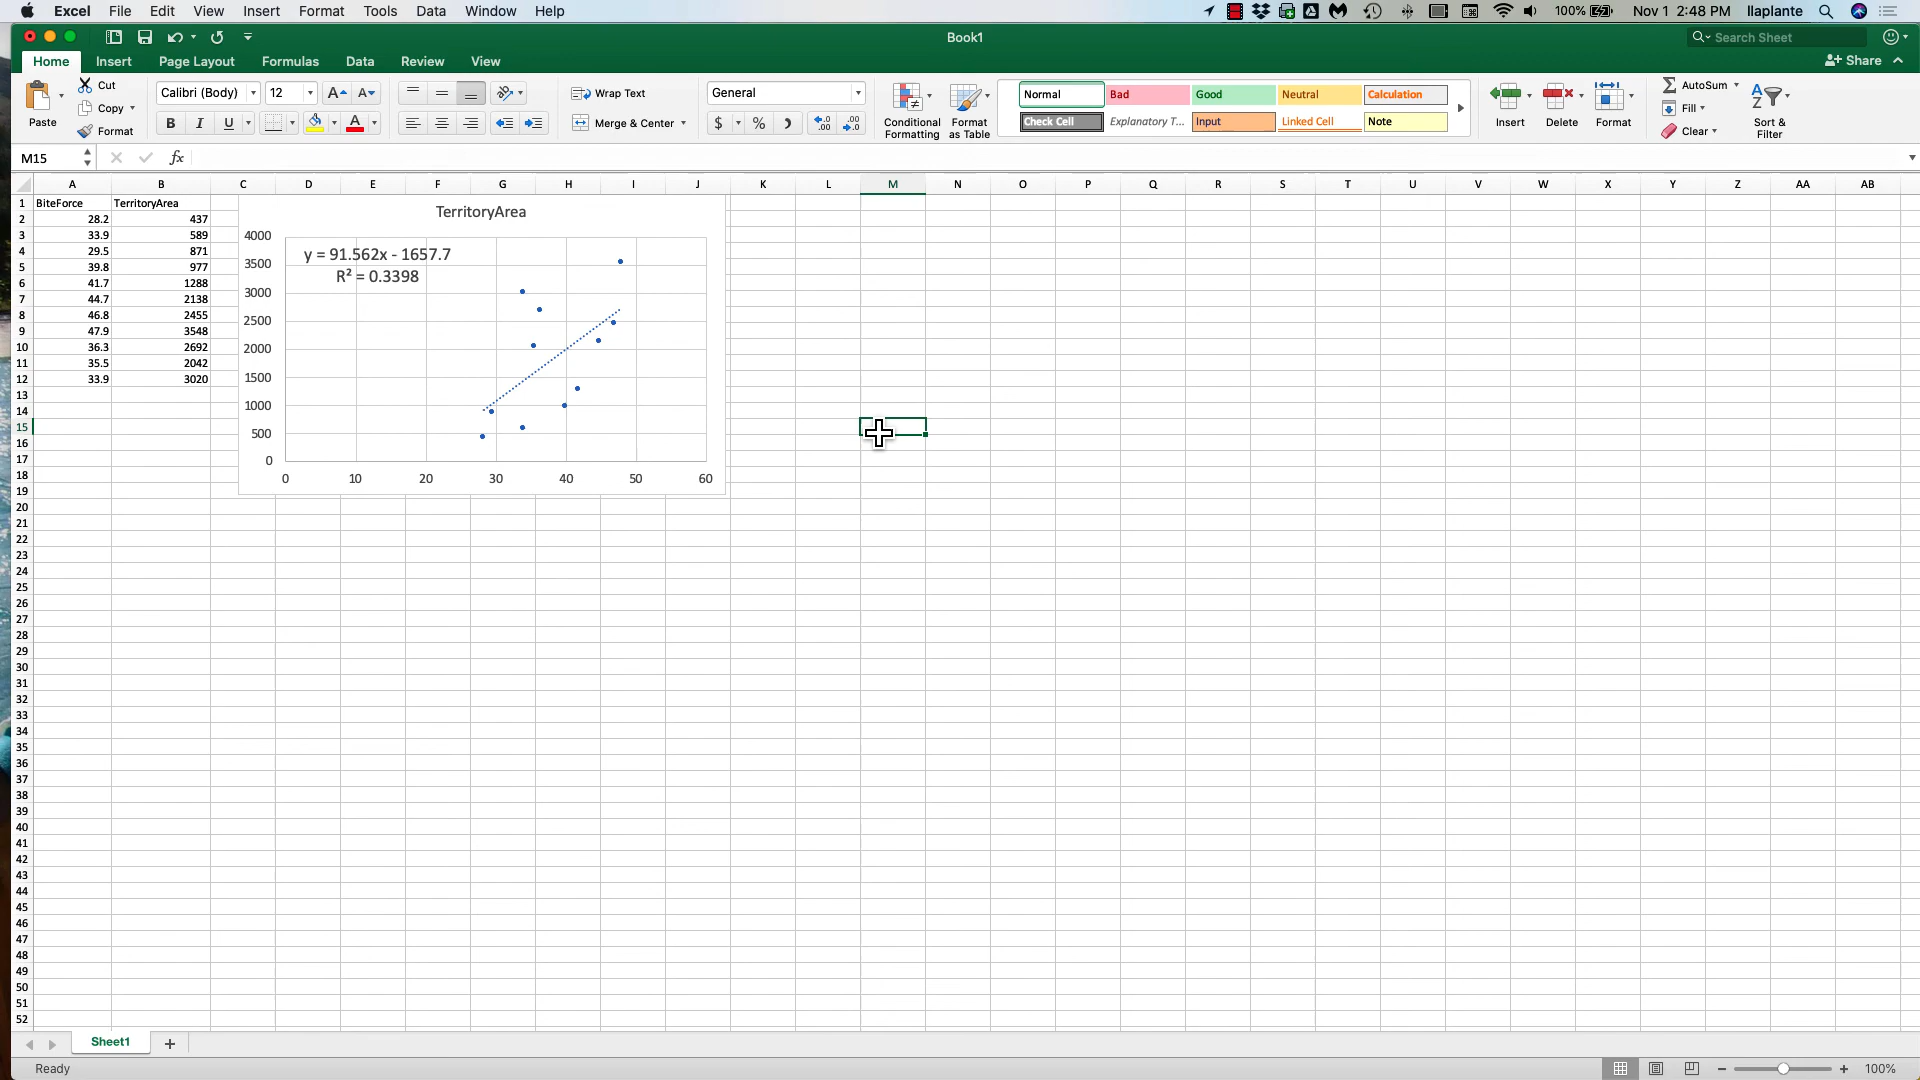 Excel File Edit View Insert Format Tools Data Window Help 100% Nov 1 2:48 PM llaplante
Book1 Search Sheet
Home Insert Page Layout Formulas Data Review View Share
Paste Cut Copy Format
Calibri (Body) 12 A A
B I U A
Wrap Text
Merge & Center
General
$ % .00 .0
Conditional Formatting
Format as Table
Normal Bad Good Neutral Calculation
Check Cell Explanatory T... Input Linked Cell Note
Insert Delete Format
AutoSum
Fill
Clear
Sort & Filter
M15 fx
A B C D E F G H I J K L M N O P Q R S T U V W X Y Z AA AB
1 BiteForce TerritoryArea
2 28.2 437
3 33.9 589
4 29.5 871
5 39.8 977
6 41.7 1288
7 44.7 2138
8 46.8 2455
9 47.9 3548
10 36.3 2692
11 35.5 2042
12 33.9 3020
13
14
15
16
17
18
19
20
21
22
23
24
25
26
27
28
29
30
31
32
33
34
35
36
37
38
39
40
41
42
43
44
45
46
47
48
49
50
51
52
TerritoryArea
y = 91.562x - 1657.7
R² = 0.3398
4000
3500
3000
2500
2000
1500
1000
500
0
0 10 20 30 40 50 60
Sheet1
Ready 100%